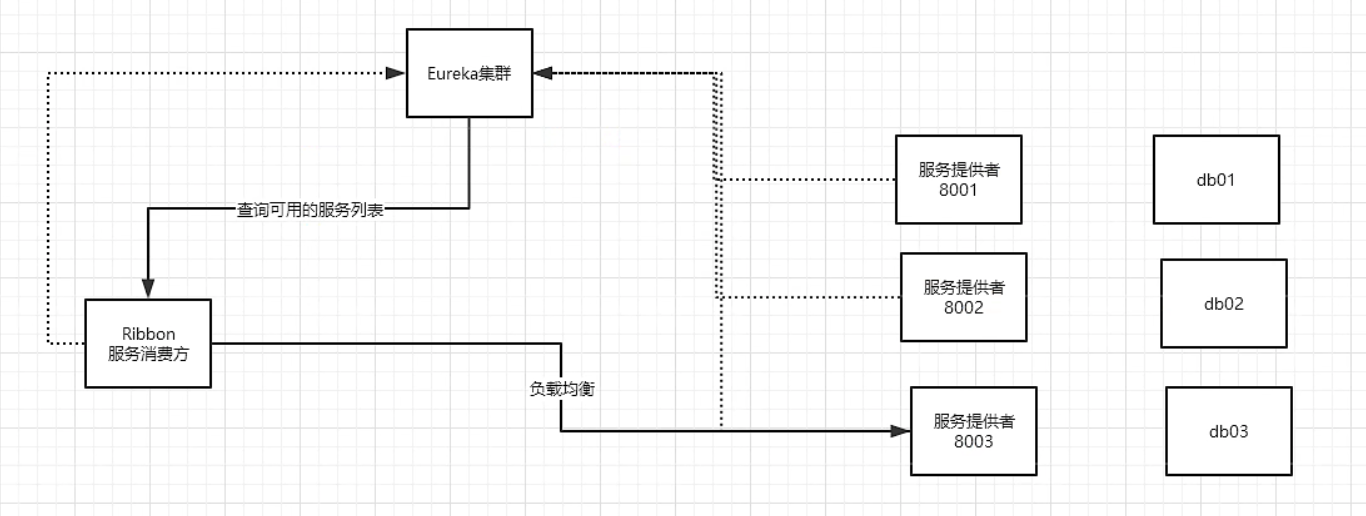 Eureka集群
服务提供者
8001
db01
查询可用的服务列表
服务提供者
8002
db02
Ribbon
服务消费方
负载均衡
服务提供者
8003
db03